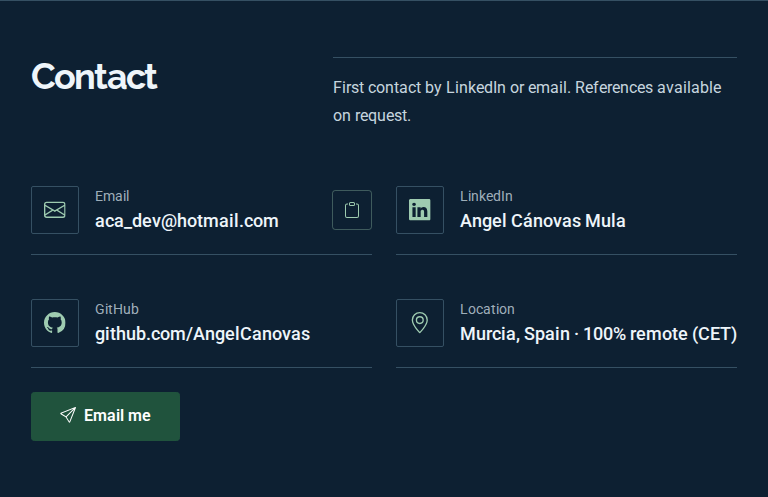 Contact
First contact by LinkedIn or email. References available
on request.
Email
aca_dev@hotmail.com
LinkedIn
Angel Cánovas Mula
GitHub
github.com/AngelCanovas
Location
Murcia, Spain · 100% remote (CET)
Email me